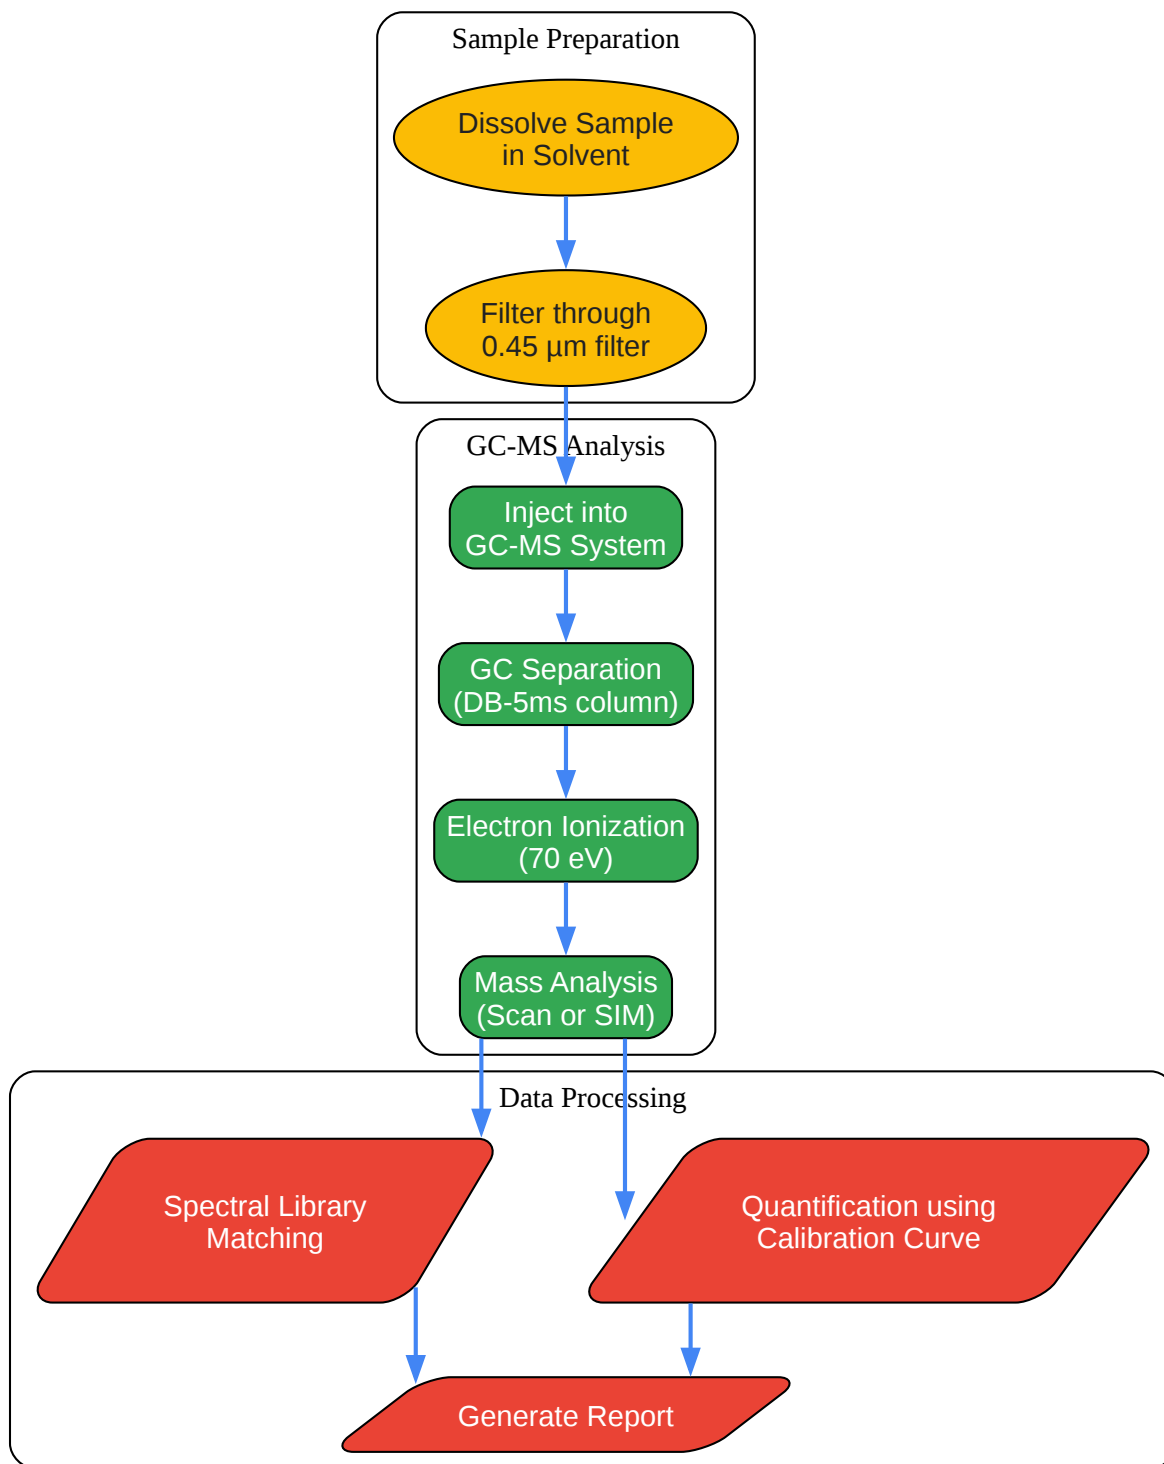 Sample Preparation
Dissolve Sample
in Solvent
Filter through
0.45 µm filter
GC-MS Analysis
Inject into
GC-MS System
GC Separation
(DB-5ms column)
Electron Ionization
(70 eV)
Mass Analysis
(Scan or SIM)
Data Processing
Spectral Library
Matching
Quantification using
Calibration Curve
Generate Report